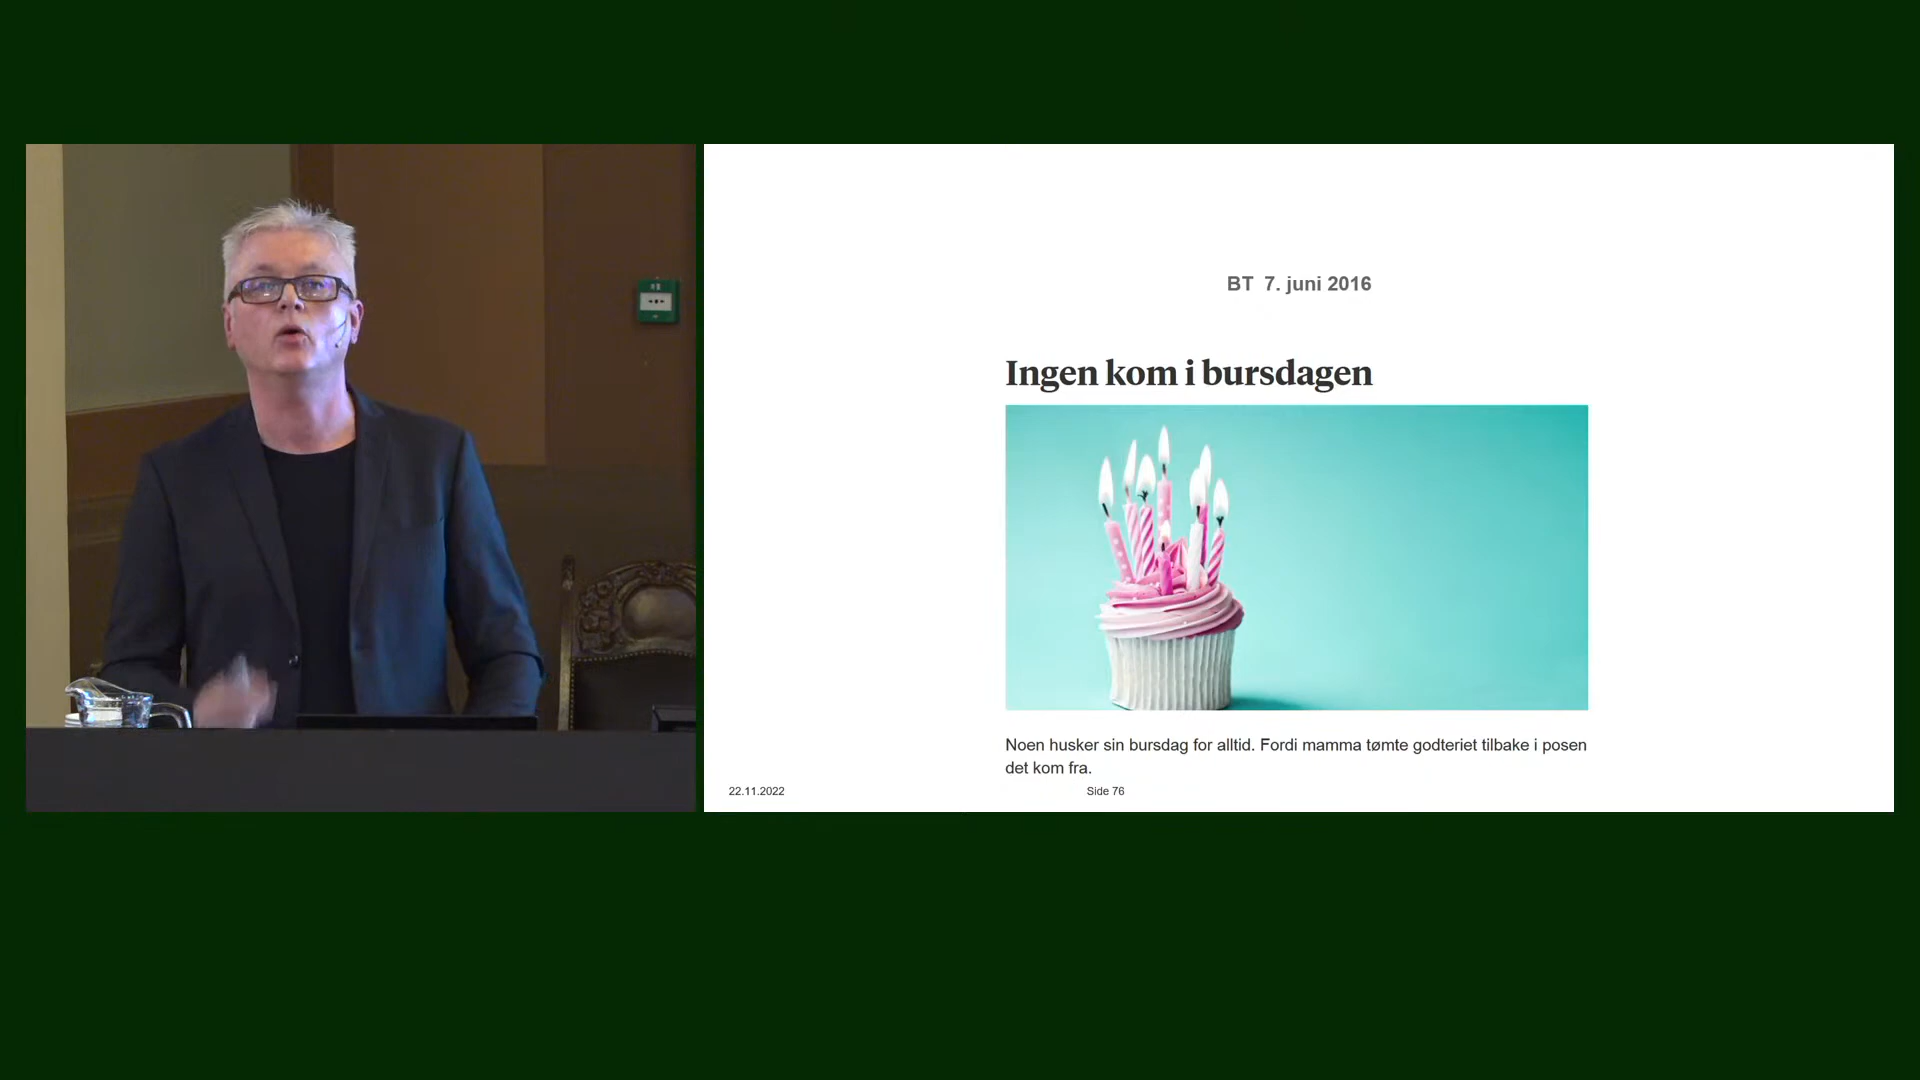 BT 7. juni 2016
Ingen kom i bursdagen
Noen husker sin bursdag for alltid. Fordi mamma tømte godteriet tilbake i posen
det kom fra.
22.11.2022
Side 76